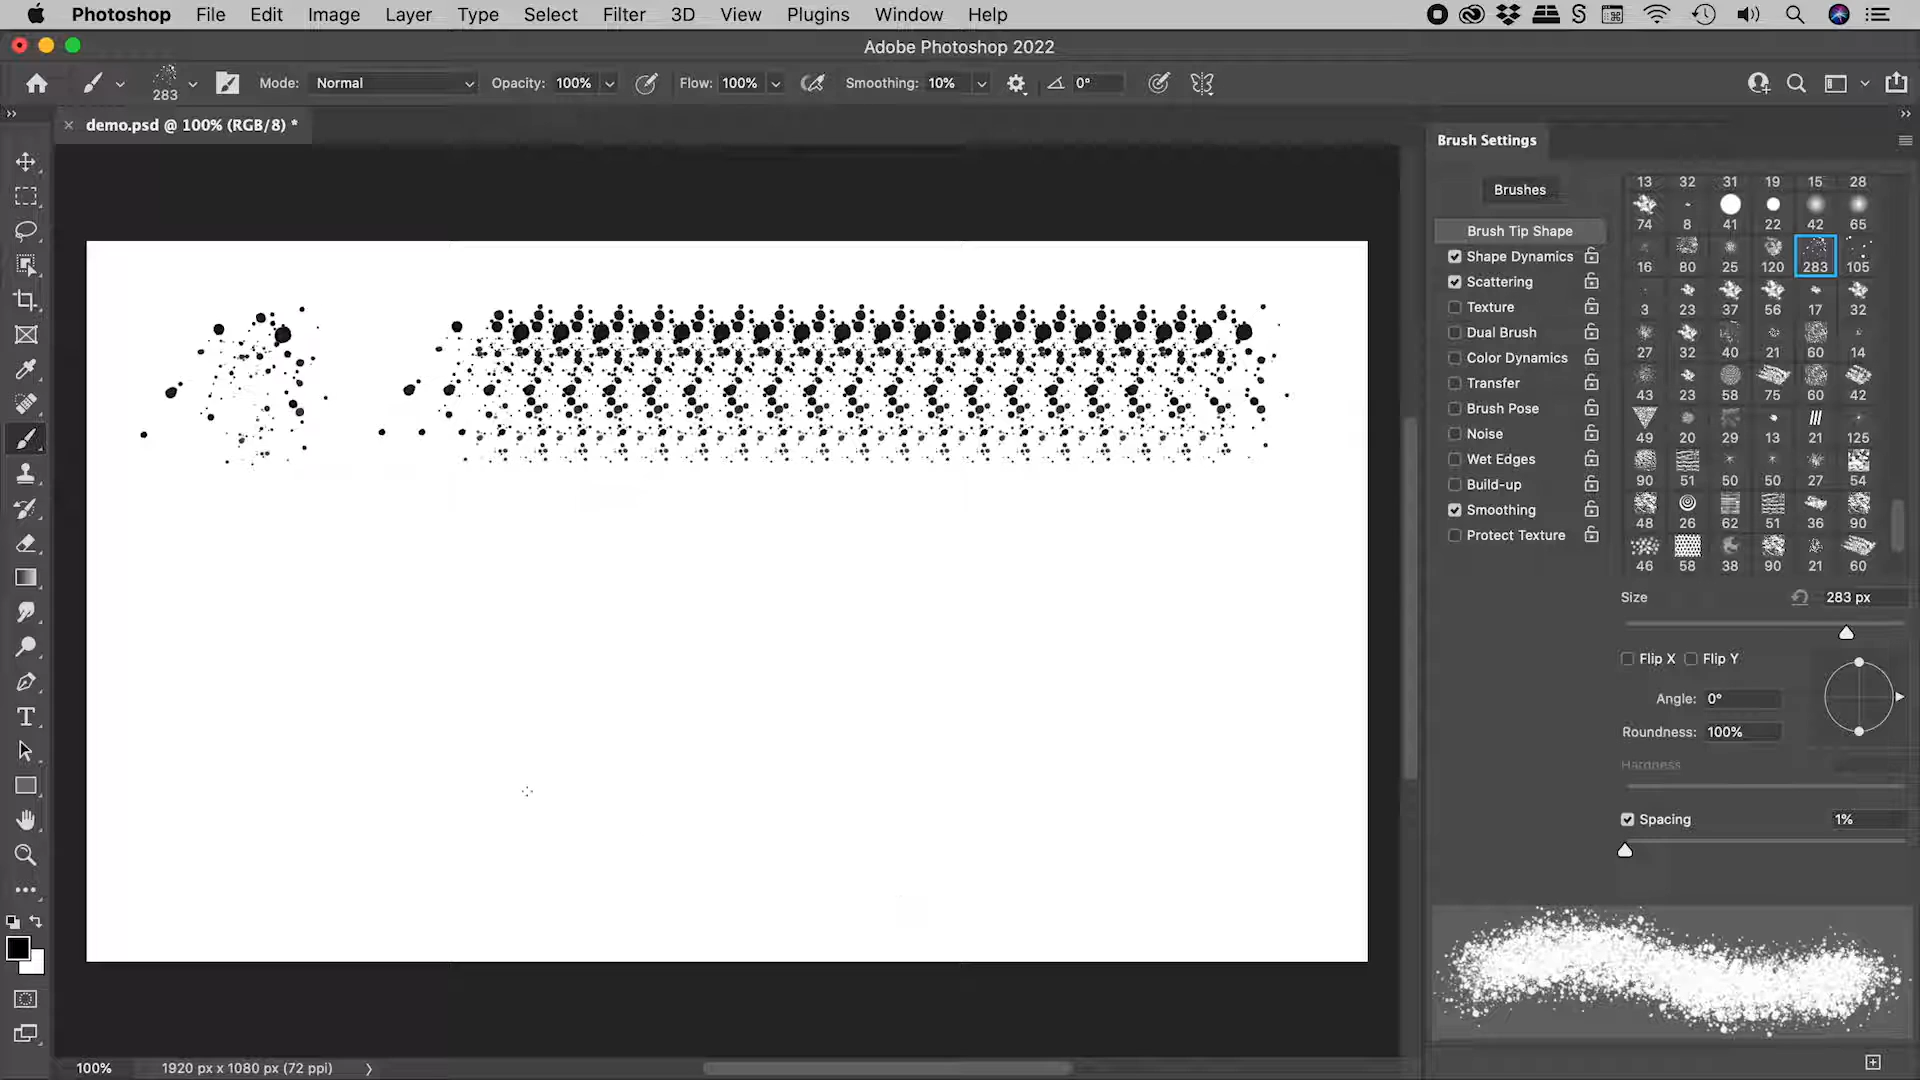 Photoshop File Edit Image Layer Type Select Filter 3D View Plugins Window Help
Adobe Photoshop 2022
283 Mode: Normal Opacity: 100% Flow: 100% Smoothing: 10% 0°
demo.psd @ 100% (RGB/8) *
Brush Settings
Brushes
Brush Tip Shape
Shape Dynamics
Scattering
Texture
Dual Brush
Color Dynamics
Transfer
Brush Pose
Noise
Wet Edges
Build-up
Smoothing
Protect Texture
13 32 31 19 15 28
74 8 41 22 42 65
16 80 25 120 283 105
3 23 37 56 17 32
27 32 40 21 60 14
43 23 58 75 60 42
49 20 29 13 21 125
90 51 50 50 27 54
48 26 62 51 36 90
46 58 38 90 21 60
Size 283 px
Flip X Flip Y
Angle: 0°
Roundness: 100%
Hardness
Spacing 1%
100% 1920 px x 1080 px (72 ppi)